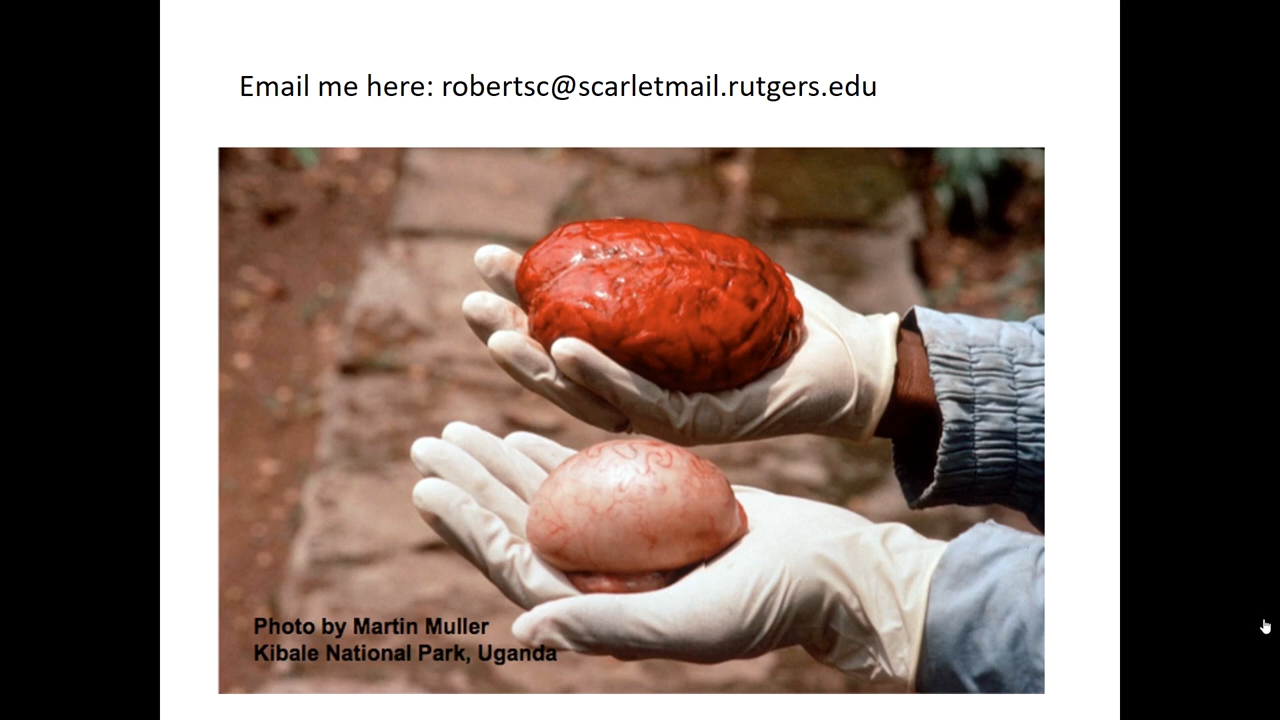 Email me here: robertsc@scarletmail.rutgers.edu
Photo by Martin Muller
Kibale National Park, Uganda